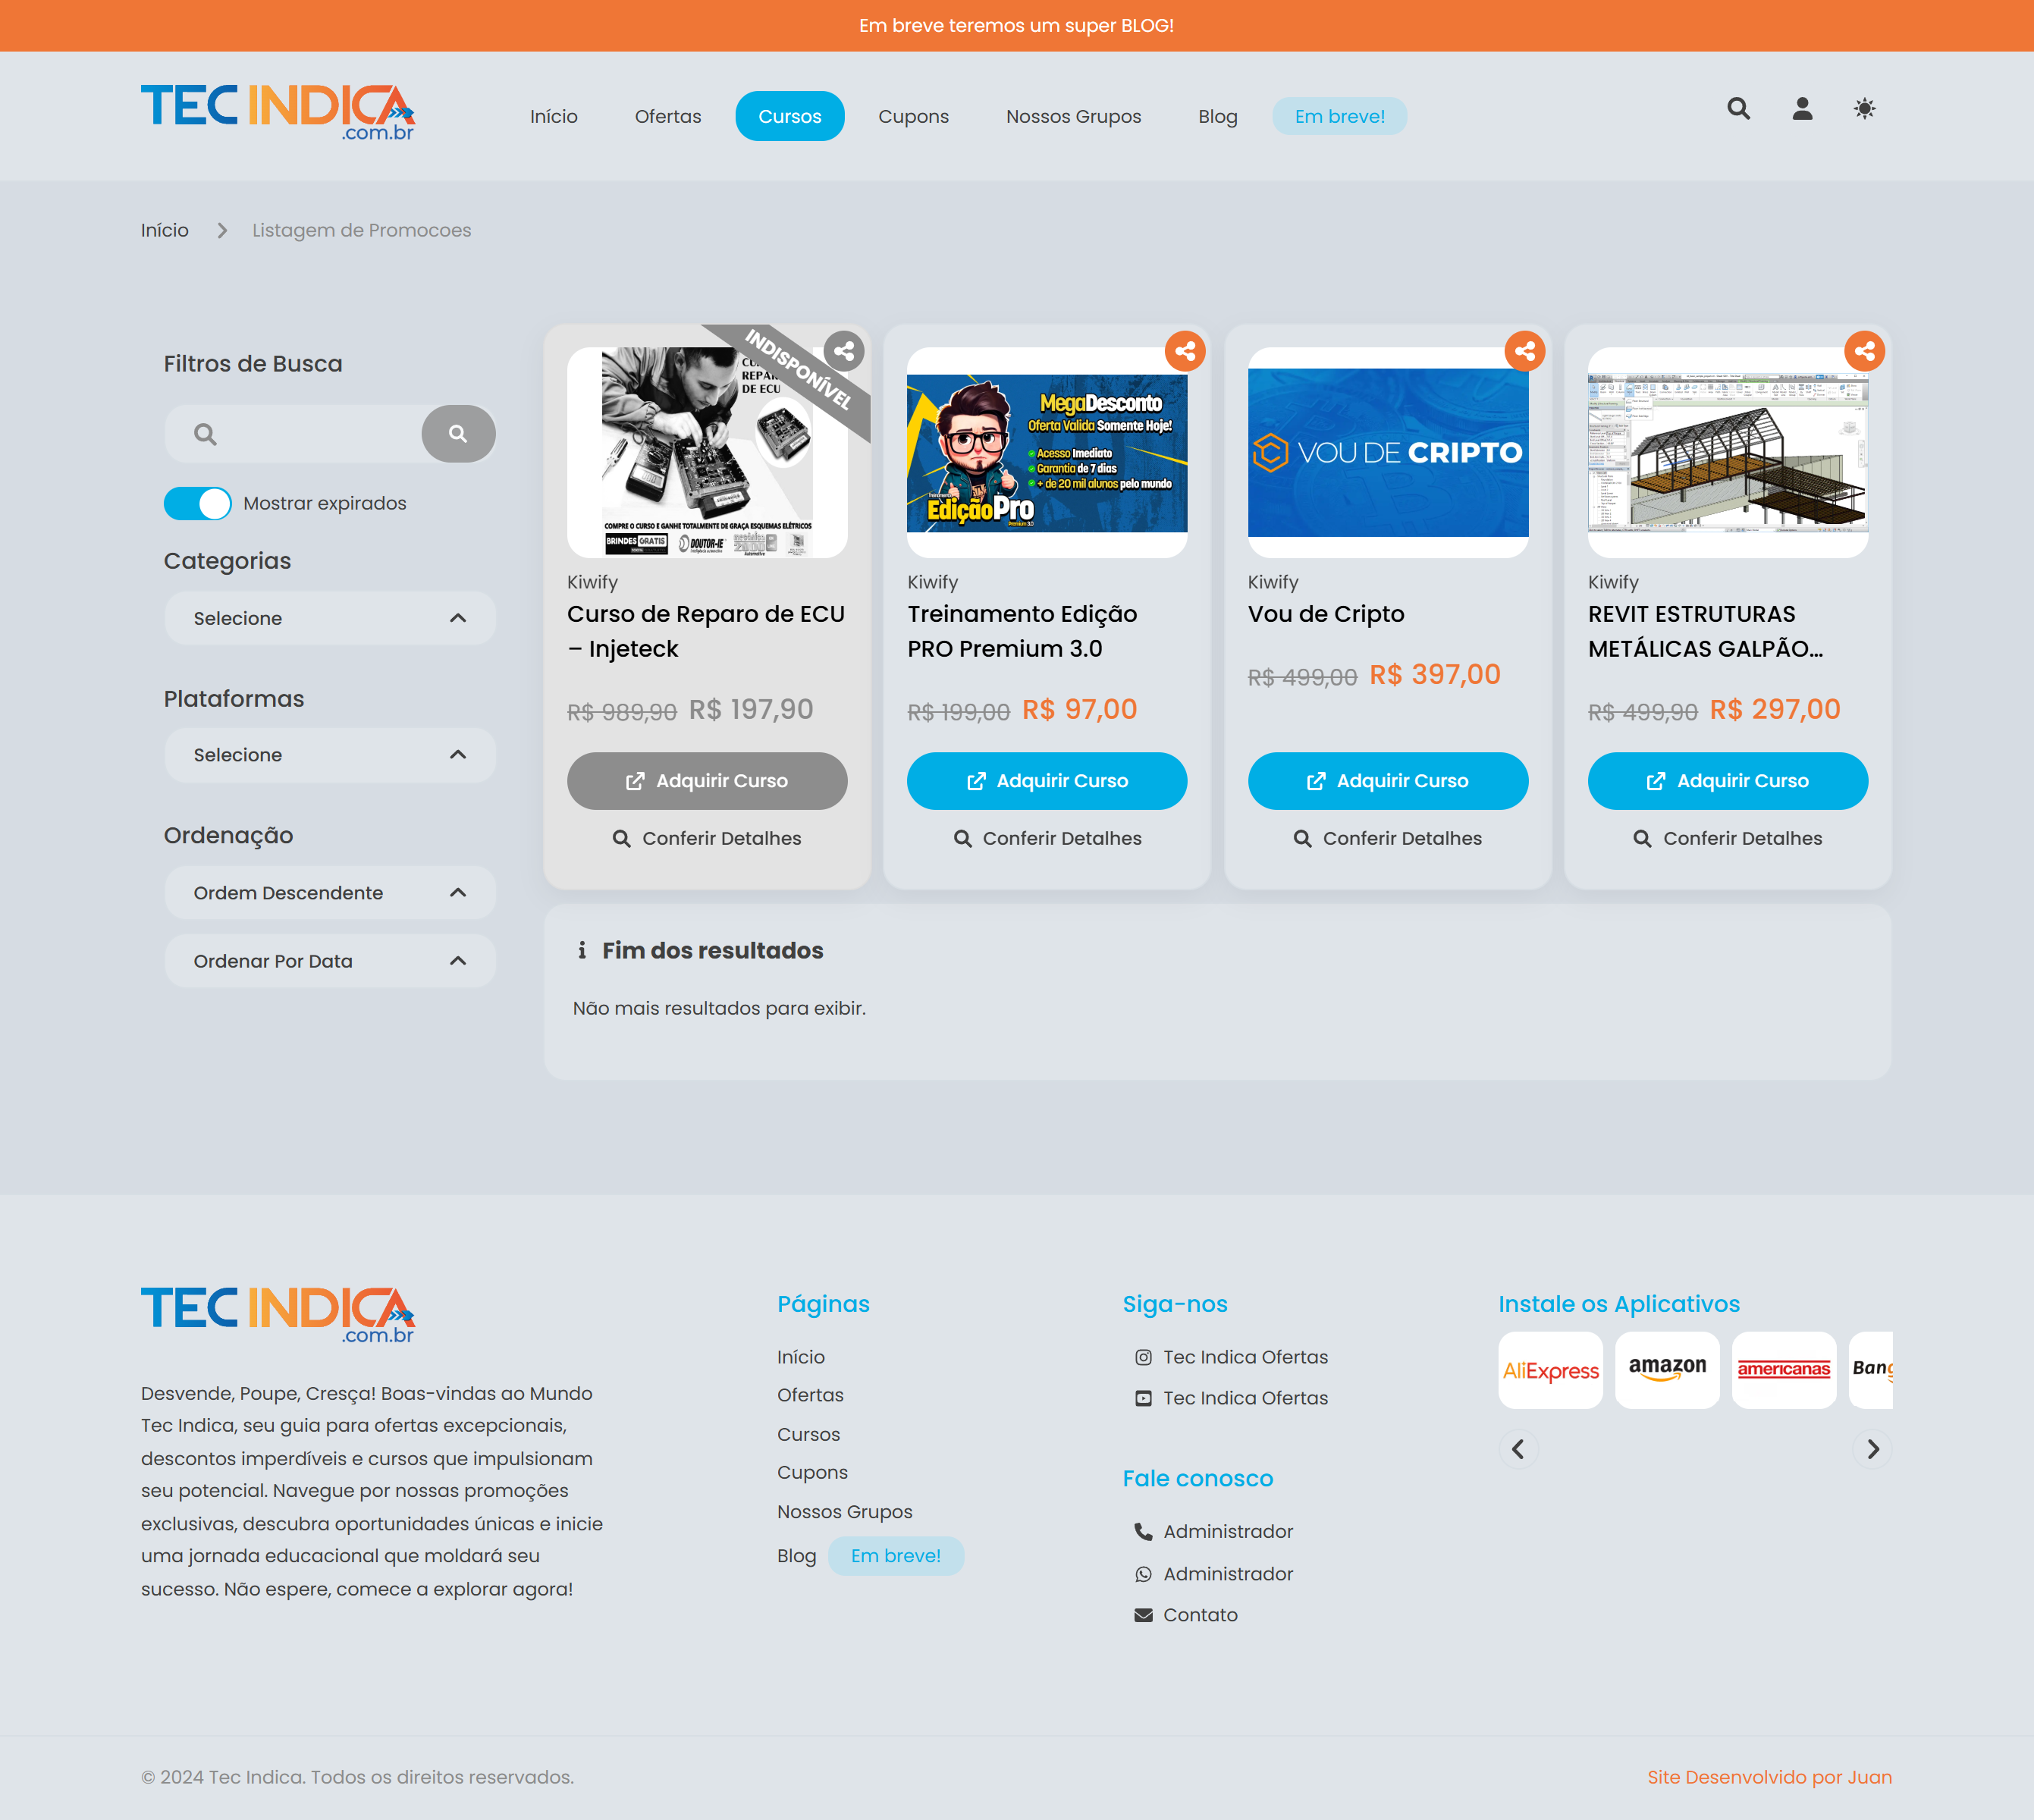 Em breve teremos um super BLOG!
TEC INDICA
.com.br
Início
Ofertas
Cursos
Cupons
Nossos Grupos
Blog
Em breve!
Início
Listagem de Promocoes
Filtros de Busca
Mostrar expirados
Categorias
Selecione
Plataformas
Selecione
Ordenação
Ordem Descendente
Ordenar Por Data
INDISPONÍVEL
REPAR
DE ECU
COMPRE O CURSO E GANHE TOTALMENTE DE GRAÇA ESQUEMAS ELÉTRICOS
BRINDES GRATIS
DOUTOR-IE
Kiwify
Curso de Reparo de ECU
– Injeteck
R$ 989,90 R$ 197,90
Adquirir Curso
Conferir Detalhes
MegaDesconto
Oferta Valida Somente Hoje!
Acesso Imediato
Garantia de 7 dias
+ de 20 mil alunos pelo mundo
Treinamento
EdiçãoPro
Premium 3.0
Kiwify
Treinamento Edição
PRO Premium 3.0
R$ 199,00 R$ 97,00
Adquirir Curso
Conferir Detalhes
VOU DE CRIPTO
Kiwify
Vou de Cripto
R$ 499,00 R$ 397,00
Adquirir Curso
Conferir Detalhes
Kiwify
REVIT ESTRUTURAS
METÁLICAS GALPÃO...
R$ 499,90 R$ 297,00
Adquirir Curso
Conferir Detalhes
Fim dos resultados
Não mais resultados para exibir.
TEC INDICA
.com.br
Desvende, Poupe, Cresça! Boas-vindas ao Mundo
Tec Indica, seu guia para ofertas excepcionais,
descontos imperdíveis e cursos que impulsionam
seu potencial. Navegue por nossas promoções
exclusivas, descubra oportunidades únicas e inicie
uma jornada educacional que moldará seu
sucesso. Não espere, comece a explorar agora!
Páginas
Início
Ofertas
Cursos
Cupons
Nossos Grupos
Blog
Em breve!
Siga-nos
Tec Indica Ofertas
Tec Indica Ofertas
Fale conosco
Administrador
Administrador
Contato
Instale os Aplicativos
AliExpress
amazon
americanas
Bang
© 2024 Tec Indica. Todos os direitos reservados.
Site Desenvolvido por Juan